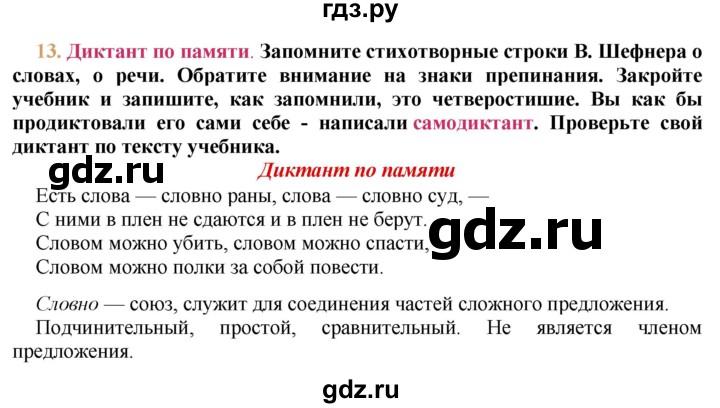 гдз.ру
13. Диктант по памяти. Запомните стихотворные строки В. Шефнера о
словах, о речи. Обратите внимание на знаки препинания. Закройте
учебник и запишите, как запомнили, это четверостишие. Вы как бы
продиктовали его сами себе - написали самодиктант. Проверьте свой
диктант по тексту учебника.
Диктант по памяти
gdz.ru
Есть слова — словно раны, слова — словно суд, —
С ними в плен не сдаются и в плен не берут.
gdz.ru
Словом можно убить, словом можно спасти,
Словом можно полки за собой повести.
Словно — союз, служит для соединения частей сложного предложения.
Подчинительный, простой, сравнительный. Не является членом
предложения.
gdz.ru